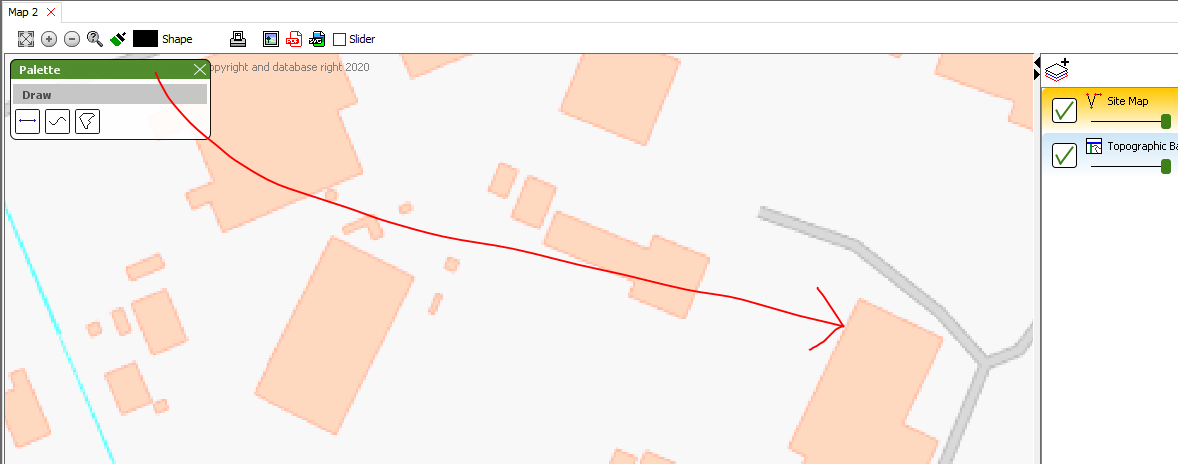 Map 2
Shape
Slider
Palette
opyright and database right 2020
Draw
Site Map
Topographic Ba